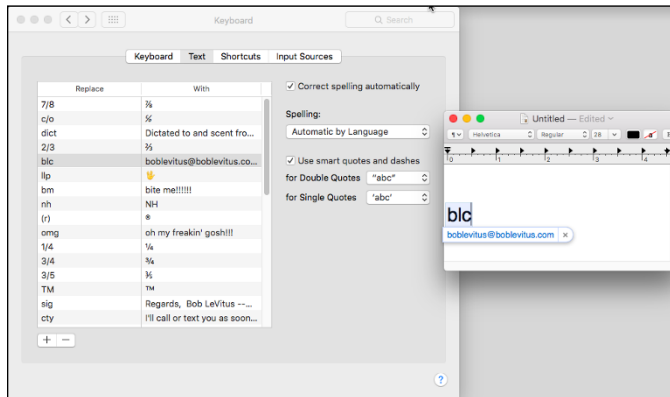 Keyboard
Search
Keyboard Text Shortcuts Input Sources
Replace With
7/8 ⅞
c/o ℅
dict Dictated to and scent fro...
2/3 ⅔
blc boblevitus@boblevitus.co...
llp 🖖
bm bite me!!!!!!
nh NH
(r) ®
omg oh my freakin' gosh!!!
1/4 ¼
3/4 ¾
3/5
TM ™
sig Regards, Bob LeVitus --...
cty I'll call or text you as soon...
+ −
Correct spelling automatically
Spelling:
Automatic by Language
Use smart quotes and dashes
for Double Quotes “abc”
for Single Quotes ‘abc’
?
Untitled — Edited
¶ Helvetica Regular 28 a
0 1 2 3 4
blc
boblevitus@boblevitus.com ×